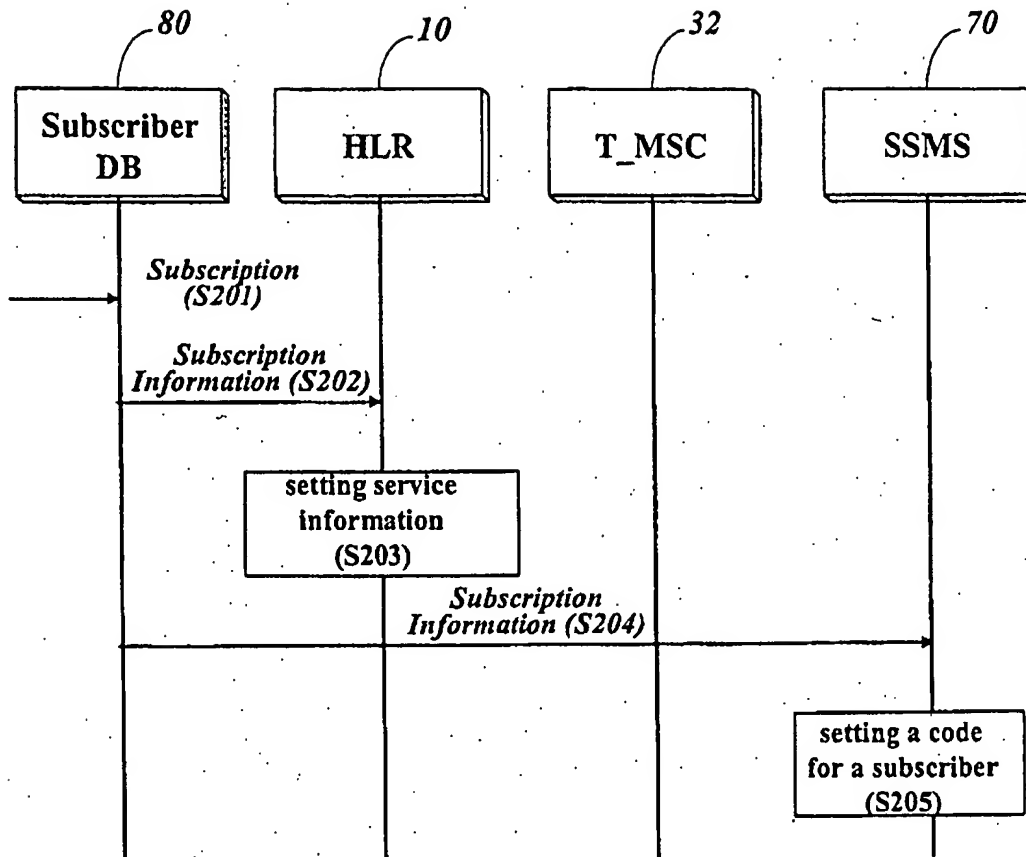 80
10
32
70
Subscriber
DB
HLR
T_MSC
SSMS
Subscription
(S201)
Subscription
Information (S202)
setting service
information
(S203)
Subscription
Information (S204)
setting a code
for a subscriber
(S205)